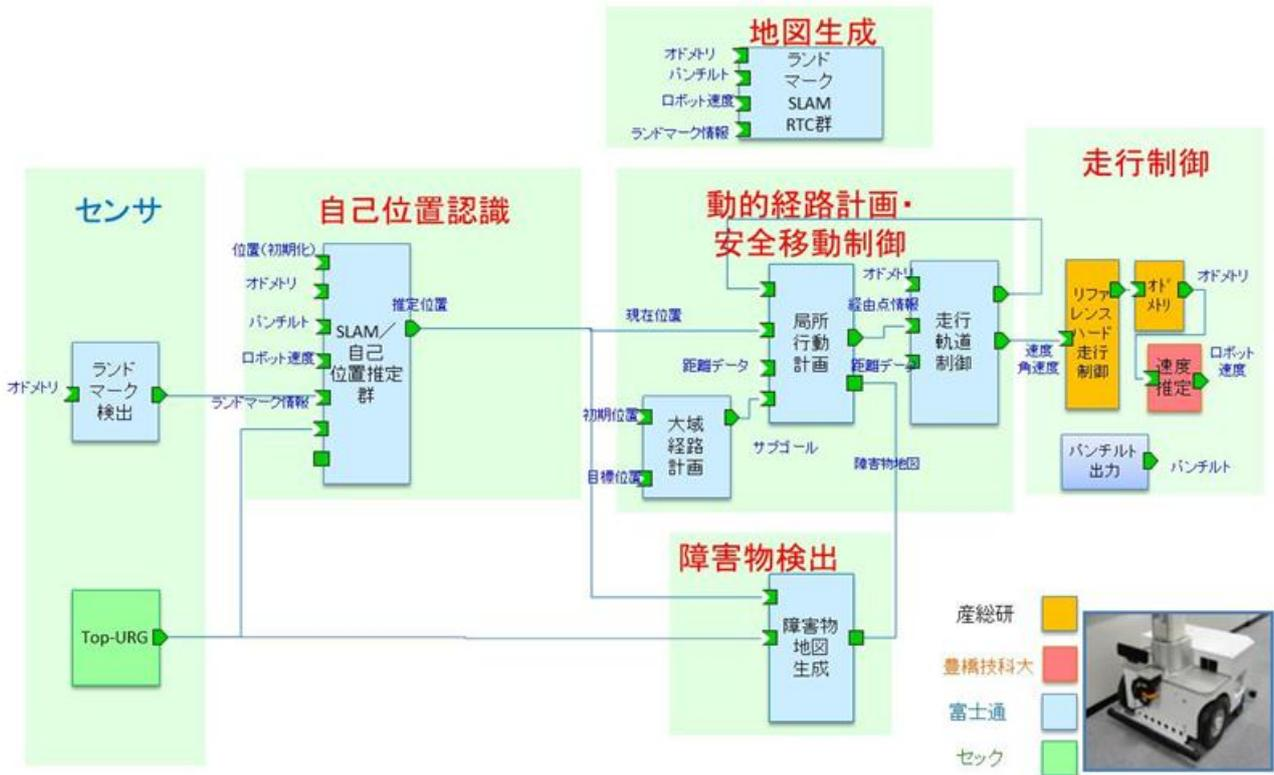 地図生成
オドメトリ
パンチルト
ロボット速度
ランドマーク情報
ランド
マーク
SLAM
RTC群
センサ
オドメトリ
ランド
マーク
検出
Top-URG
自己位置認識
位置(初期化)
オドメトリ
パンチルト
ロボット速度
ランドマーク情報
SLAM/
自己
位置推定
群
推定位置
動的経路計画・
安全移動制御
現在位置
距離データ
初期位置
目標位置
大域
経路
計画
サブゴール
局所
行動
計画
オドメトリ
経由点情報
距離データ
走行
軌道
制御
障害物地図
速度
角速度
障害物検出
障害物
地図
生成
走行制御
リファ
レンス
ハード
走行
制御
オド
メトリ
オドメトリ
速度
推定
ロボット
速度
パンチルト
出力
パンチルト
産総研
豊橋技科大
富士通
セック